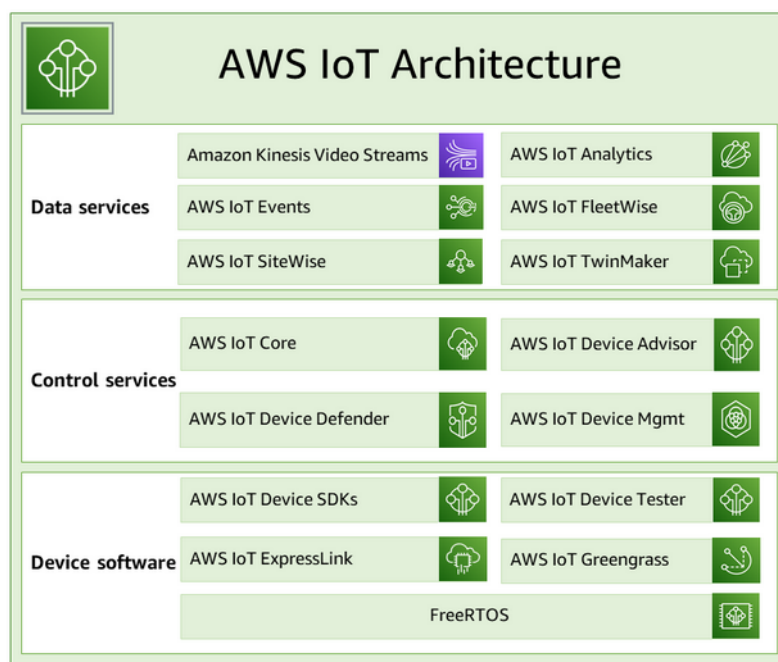 AWS IoT Architecture
Data services
Amazon Kinesis Video Streams
AWS IoT Analytics
AWS IoT Events
AWS IoT FleetWise
AWS IoT SiteWise
AWS IoT TwinMaker
Control services
AWS IoT Core
AWS IoT Device Advisor
AWS IoT Device Defender
AWS IoT Device Mgmt
Device software
AWS IoT Device SDKs
AWS IoT Device Tester
AWS IoT ExpressLink
AWS IoT Greengrass
FreeRTOS